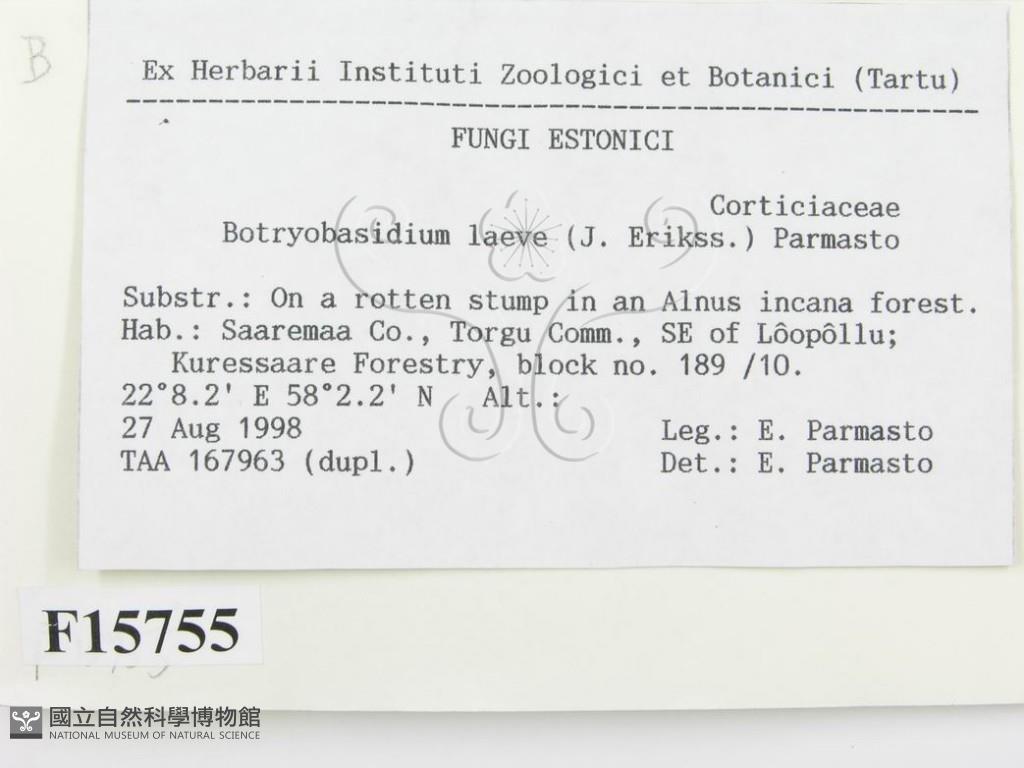 B
Ex Herbarii Instituti Zoologici et Botanici (Tartu)
FUNGI ESTONICI
Corticiaceae
Botryobasidium laeve (J. Erikss.) Parmasto
Substr.: On a rotten stump in an Alnus incana forest.
Hab.: Saaremaa Co., Torgu Comm., SE of Lôopôllu;
Kuressaare Forestry, block no. 189 /10.
22°8.2' E 58°2.2' N Alt.:
27 Aug 1998 Leg.: E. Parmasto
TAA 167963 (dupl.) Det.: E. Parmasto
F15755
國立自然科學博物館
NATIONAL MUSEUM OF NATURAL SCIENCE